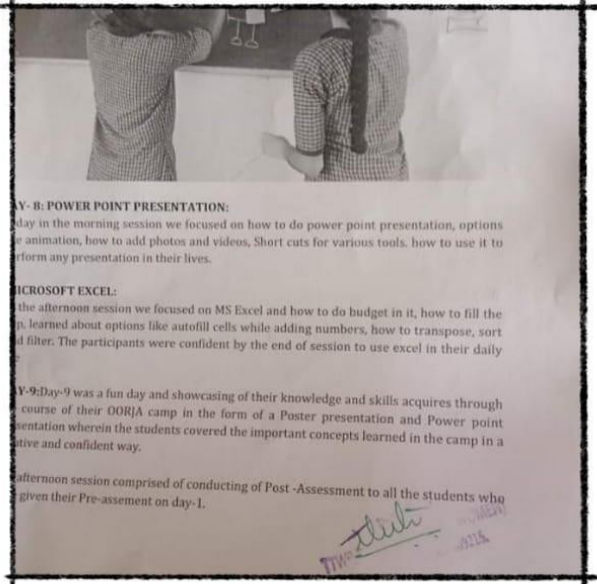 Y- 8: POWER POINT PRESENTATION:
day in the morning session we focused on how to do power point presentation, options
e animation, how to add photos and videos, Short cuts for various tools. how to use it to
rform any presentation in their lives.
ICROSOFT EXCEL:
the afternoon session we focused on MS Excel and how to do budget in it, how to fill the
p, learned about options like autofill cells while adding numbers, how to transpose, sort
d filter. The participants were confident by the end of session to use excel in their daily
Y-9:Day-9 was a fun day and showcasing of their knowledge and skills acquires through
course of their OORJA camp in the form of a Poster presentation and Power point
sentation wherein the students covered the important concepts learned in the camp in a
ative and confident way.
afternoon session comprised of conducting of Post -Assessment to all the students who
given their Pre-assement on day-1.